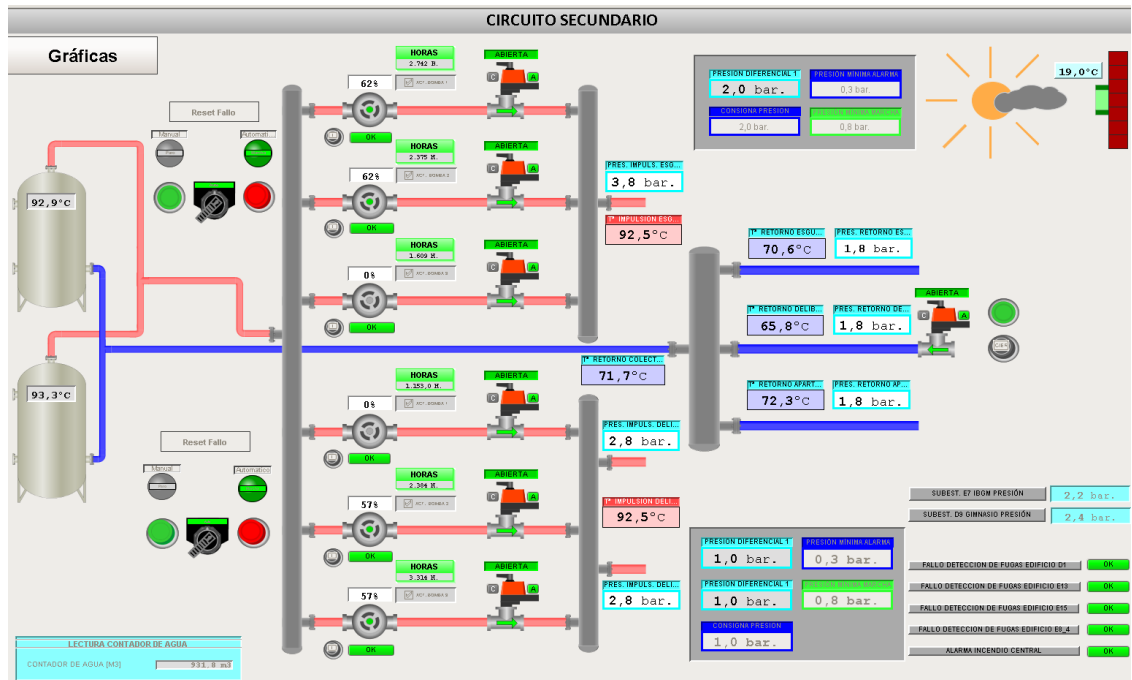 CIRCUITO SECUNDARIO
Gráficas
Reset Fallo
Manual
Automati...
92,9°C
93,3°C
Reset Fallo
Manual
Automatico
LECTURA CONTADOR DE AGUA
CONTADOR DE AGUA [M3]
931,8 m3
HORAS
2.742 H.
62%
OK
ABIERTA
C
A
HORAS
2.375 H.
62%
OK
ABIERTA
C
A
HORAS
1.609 H.
0%
OK
ABIERTA
C
A
HORAS
1.153,0 H.
0%
OK
ABIERTA
C
A
HORAS
57%
OK
ABIERTA
C
A
HORAS
57%
OK
ABIERTA
C
A
PRES. IMPULS. ESO...
3,8 bar.
Tª IMPULSION ESO...
92,5°C
Tª RETORNO COLECT...
71,7°C
PRES. IMPULS. DELI...
2,8 bar.
Tª IMPULSION DELI...
92,5°C
PRES. IMPULS. DELI...
2,8 bar.
PRESION DIFERENCIAL 1
2,0 bar.
PRESIÓN MÍNIMA ALARMA
0,3 bar.
CONSIGNA PRESION
2,0 bar.
PRESIÓN MÍNIMA MARCHA
0,8 bar.
19,0°C
Tª RETORNO ESGU...
70,6°C
PRES. RETORNO ES...
1,8 bar.
Tª RETORNO DELIB...
65,8°C
PRES. RETORNO DE...
1,8 bar.
ABIERTA
C
A
Tª RETORNO APART...
72,3°C
PRES. RETORNO AP...
1,8 bar.
SUBEST. E7 IBGM PRESIÓN
2,2 bar.
SUBEST. D9 GIMNASIO PRESIÓN
2,4 bar.
PRESION DIFERENCIAL 1
1,0 bar.
PRESIÓN MÍNIMA ALARMA
0,3 bar.
PRESION DIFERENCIAL 1
1,0 bar.
PRESIÓN MÍNIMA MARCHA
0,8 bar.
CONSIGNA PRESIÓN
1,0 bar.
FALLO DETECCION DE FUGAS EDIFICIO D1
OK
FALLO DETECCION DE FUGAS EDIFICIO E13
OK
FALLO DETECCION DE FUGAS EDIFICIO E15
OK
FALLO DETECCION DE FUGAS EDIFICIO E8_4
OK
ALARMA INCENDIO CENTRAL
OK